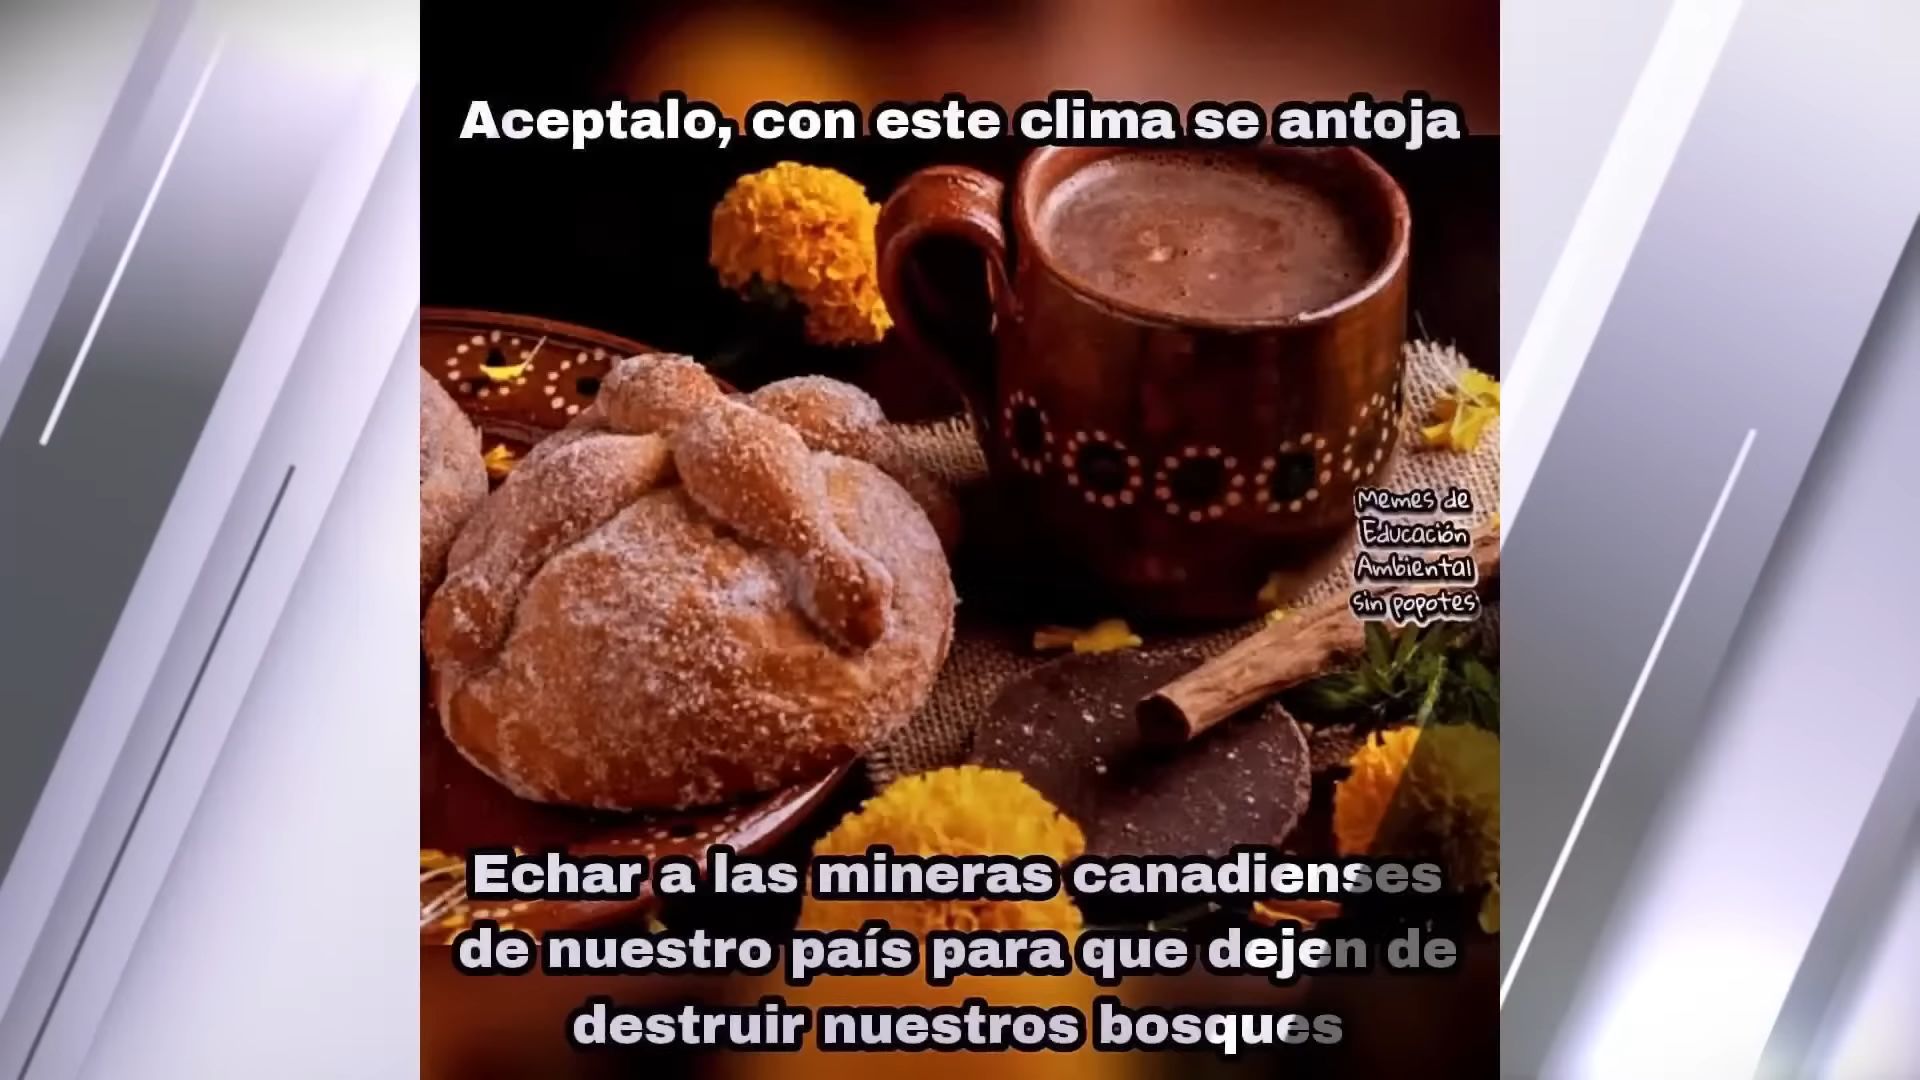 Aceptalo, con este clima se antoja
Memes de
Educación
Ambiental
sin popotes
Echar a las mineras canadienses
de nuestro país para que dejen de
destruir nuestros bosques